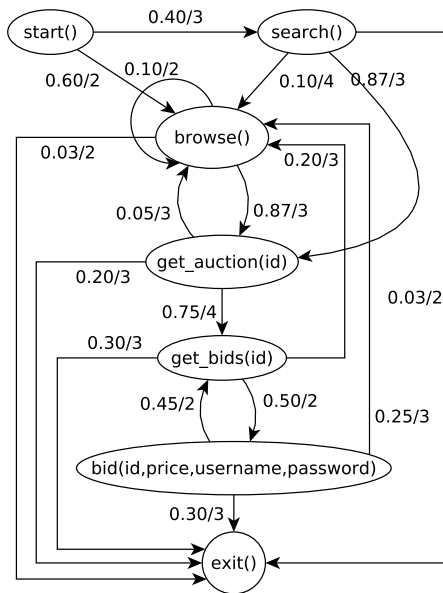 0.40/3
start()
search()
0.60/2
0.10/2
0.10/4
0.87/3
browse()
0.03/2
0.20/3
0.05/3
0.87/3
get_auction(id)
0.20/3
0.03/2
0.75/4
0.30/3
get_bids(id)
0.45/2
0.50/2
0.25/3
bid(id,price,username,password)
0.30/3
exit()